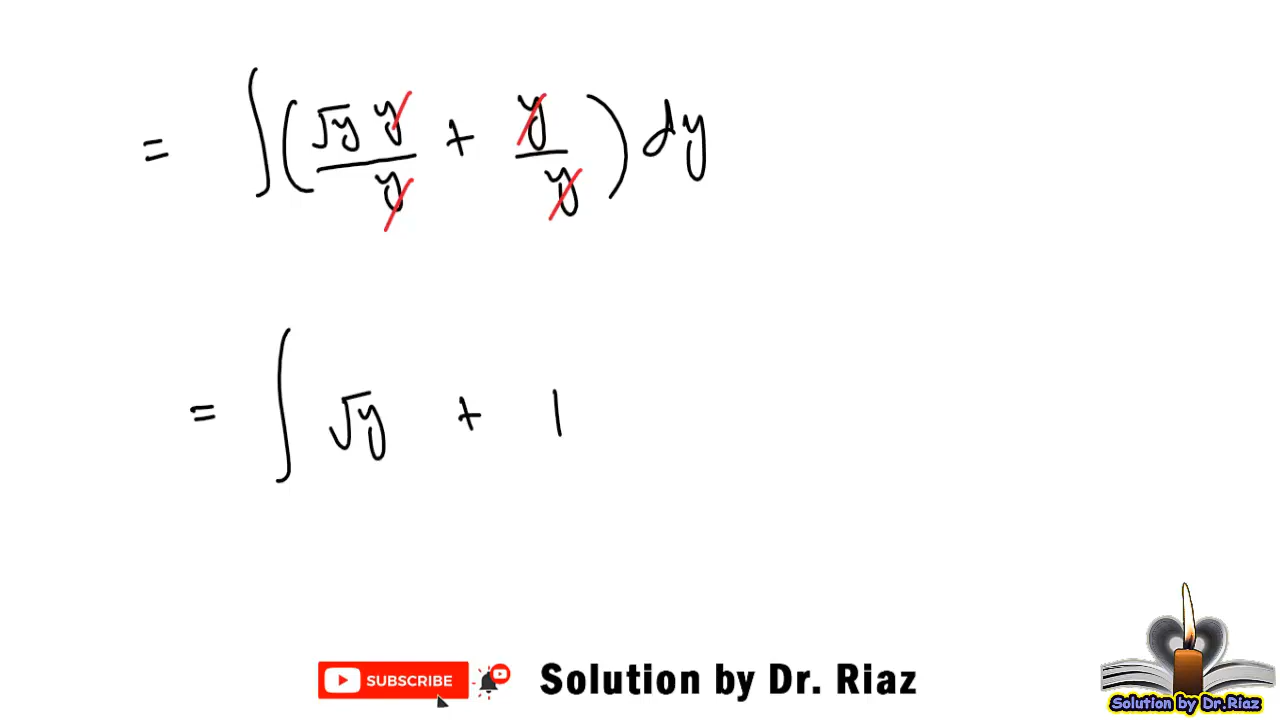 = ∫ ( √y y / y + y / y ) dy
= ∫ √y + 1
SUBSCRIBE
Solution by Dr. Riaz
Solution by Dr.Riaz